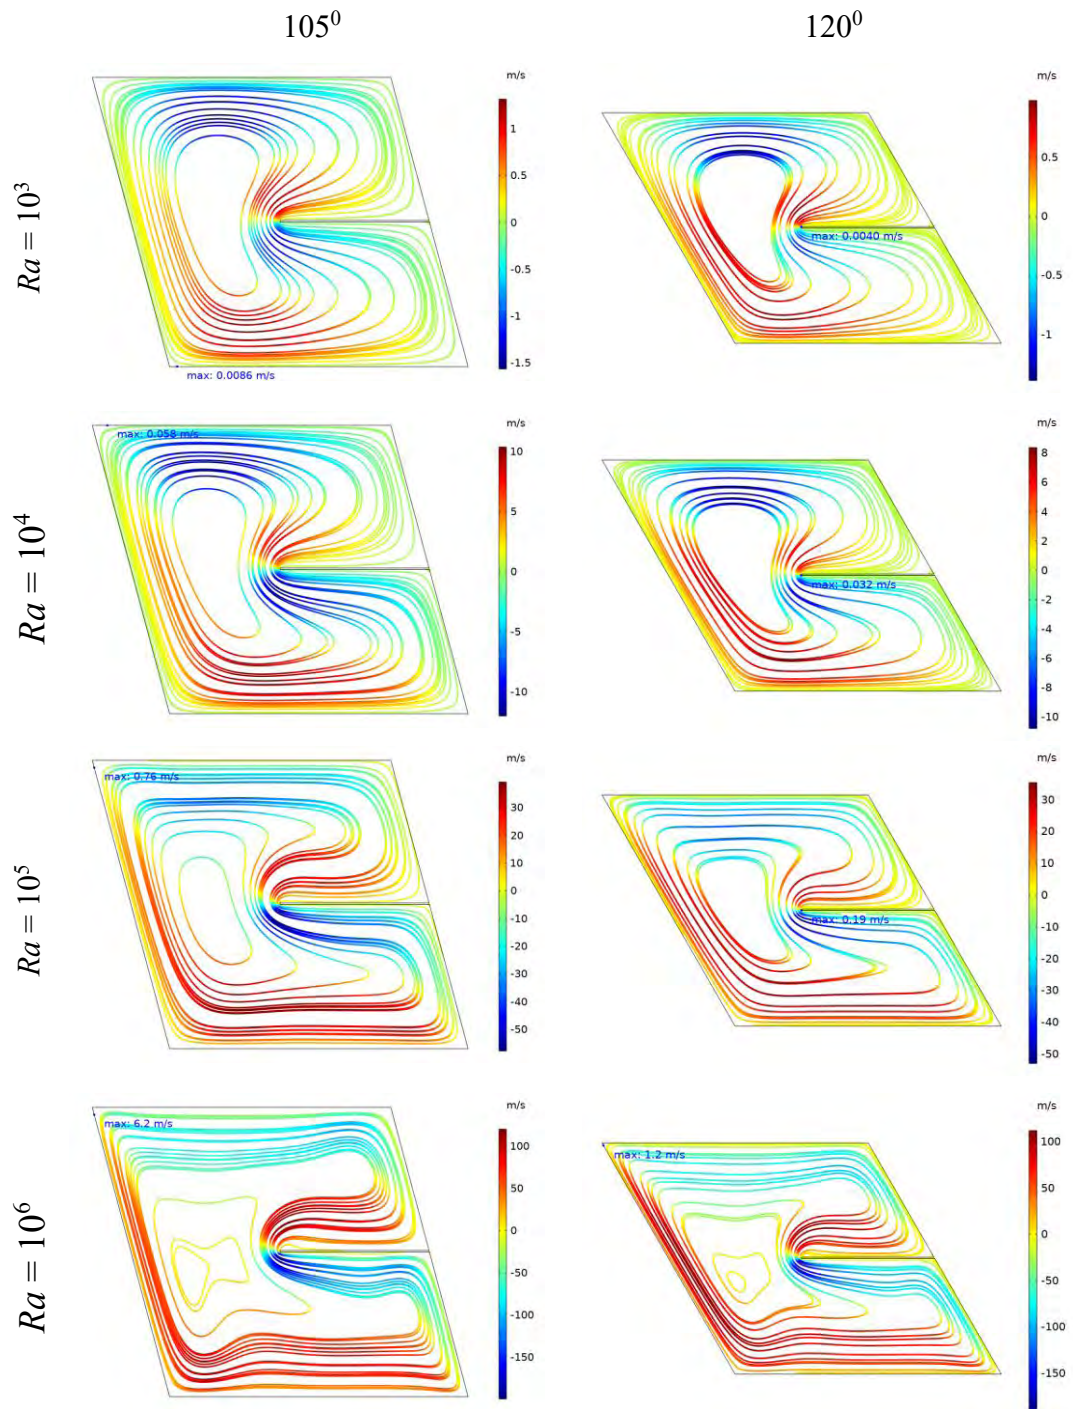 105⁰ 120⁰
Ra = 10³
m/s
1
0.5
0
-0.5
-1
-1.5
max: 0.0086 m/s
m/s
0.5
0
-0.5
-1
max: 0.0040 m/s
Ra = 10⁴
m/s
10
5
0
-5
-10
max: 0.058 m/s
m/s
8
6
4
2
0
-2
-4
-6
-8
-10
max: 0.032 m/s
Ra = 10⁵
m/s
30
20
10
0
-10
-20
-30
-40
-50
max: 0.76 m/s
m/s
30
20
10
0
-10
-20
-30
-40
-50
max: 0.19 m/s
Ra = 10⁶
m/s
100
50
0
-50
-100
-150
max: 6.2 m/s
m/s
100
50
0
-50
-100
-150
max: 1.2 m/s